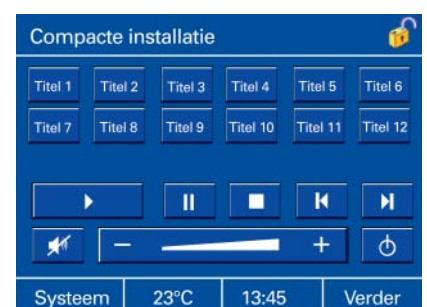 Compacte installatie
Titel 1 Titel 2 Titel 3 Titel 4 Titel 5 Titel 6
Titel 7 Titel 8 Titel 9 Titel 10 Titel 11 Titel 12
− +
Systeem 23°C 13:45 Verder